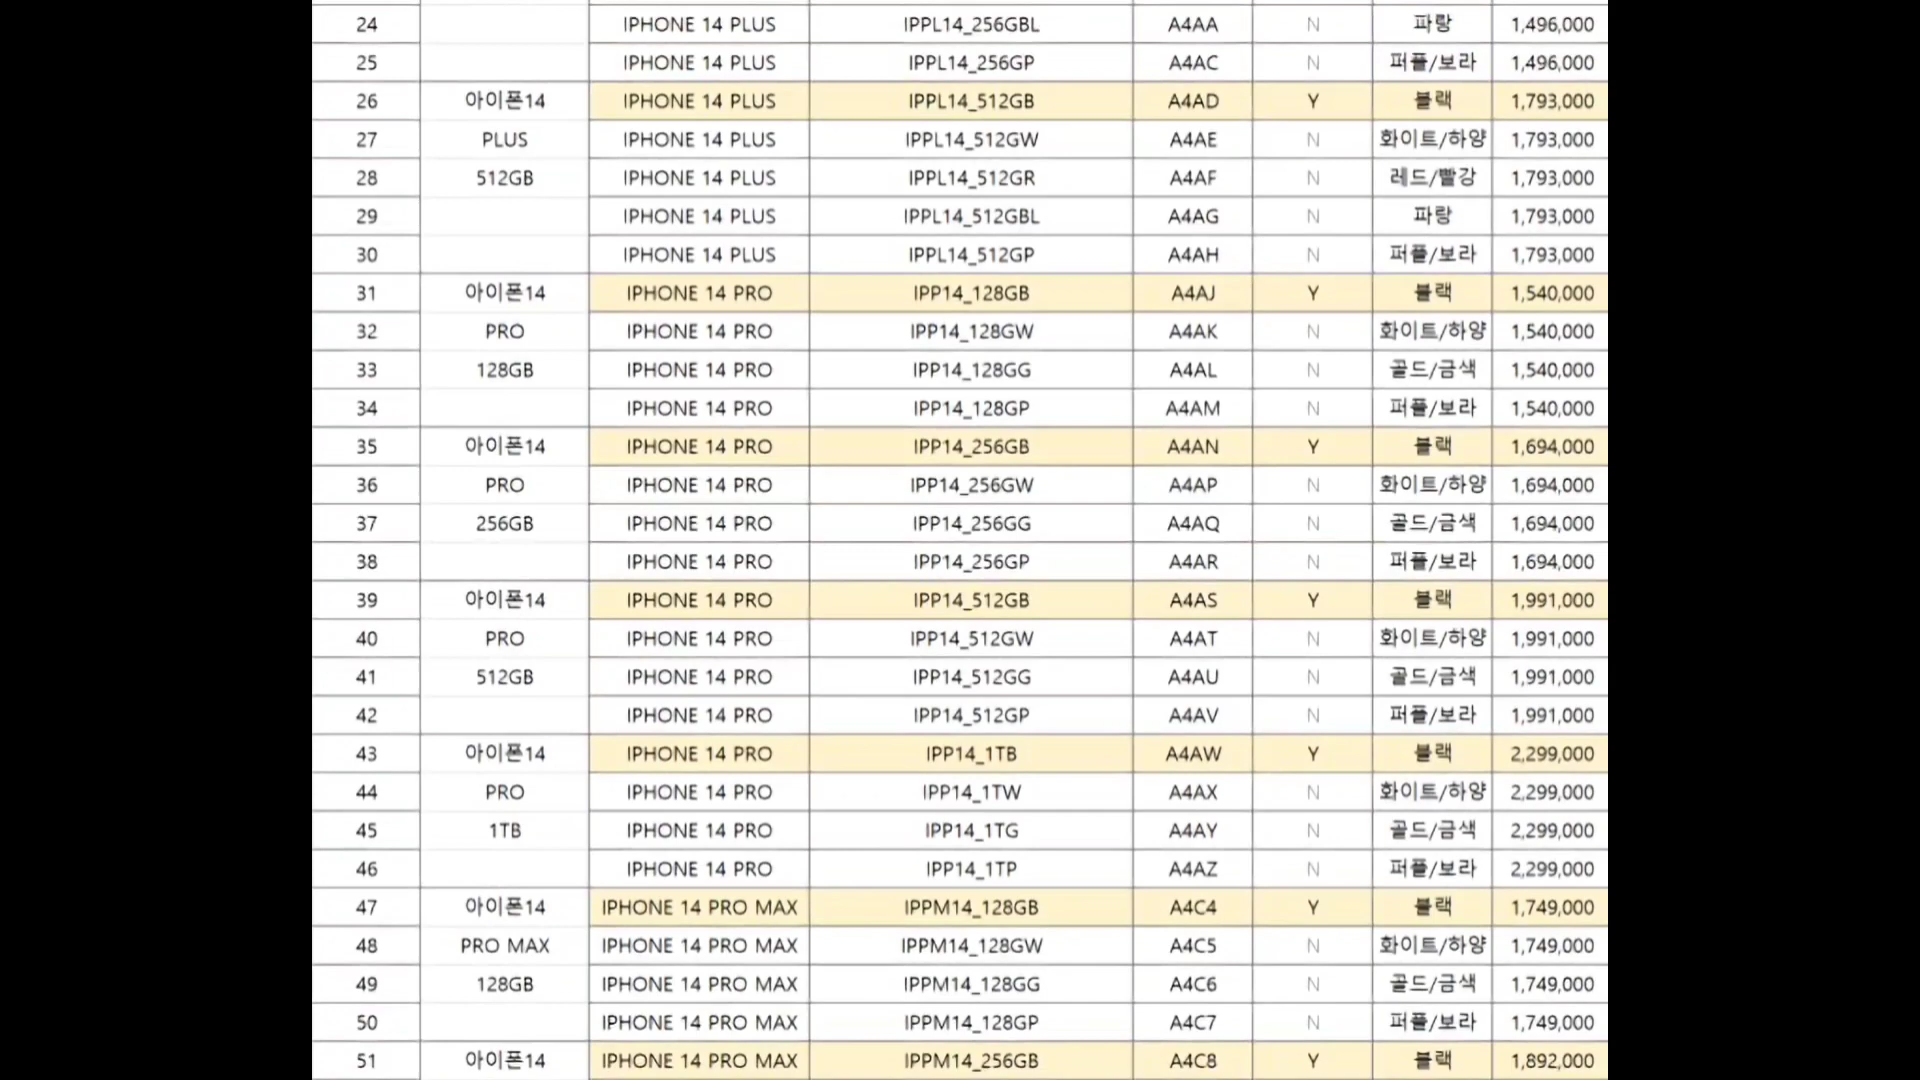 24 IPHONE 14 PLUS IPPL14_256GBL A4AA N 파랑 1,496,000
25 IPHONE 14 PLUS IPPL14_256GP A4AC N 퍼플/보라 1,496,000
26 아이폰14 IPHONE 14 PLUS IPPL14_512GB A4AD Y 블랙 1,793,000
27 PLUS IPHONE 14 PLUS IPPL14_512GW A4AE N 화이트/하양 1,793,000
28 512GB IPHONE 14 PLUS IPPL14_512GR A4AF N 레드/빨강 1,793,000
29 IPHONE 14 PLUS IPPL14_512GBL A4AG N 파랑 1,793,000
30 IPHONE 14 PLUS IPPL14_512GP A4AH N 퍼플/보라 1,793,000
31 아이폰14 IPHONE 14 PRO IPP14_128GB A4AJ Y 블랙 1,540,000
32 PRO IPHONE 14 PRO IPP14_128GW A4AK N 화이트/하양 1,540,000
33 128GB IPHONE 14 PRO IPP14_128GG A4AL N 골드/금색 1,540,000
34 IPHONE 14 PRO IPP14_128GP A4AM N 퍼플/보라 1,540,000
35 아이폰14 IPHONE 14 PRO IPP14_256GB A4AN Y 블랙 1,694,000
36 PRO IPHONE 14 PRO IPP14_256GW A4AP N 화이트/하양 1,694,000
37 256GB IPHONE 14 PRO IPP14_256GG A4AQ N 골드/금색 1,694,000
38 IPHONE 14 PRO IPP14_256GP A4AR N 퍼플/보라 1,694,000
39 아이폰14 IPHONE 14 PRO IPP14_512GB A4AS Y 블랙 1,991,000
40 PRO IPHONE 14 PRO IPP14_512GW A4AT N 화이트/하양 1,991,000
41 512GB IPHONE 14 PRO IPP14_512GG A4AU N 골드/금색 1,991,000
42 IPHONE 14 PRO IPP14_512GP A4AV N 퍼플/보라 1,991,000
43 아이폰14 IPHONE 14 PRO IPP14_1TB A4AW Y 블랙 2,299,000
44 PRO IPHONE 14 PRO IPP14_1TW A4AX N 화이트/하양 2,299,000
45 1TB IPHONE 14 PRO IPP14_1TG A4AY N 골드/금색 2,299,000
46 IPHONE 14 PRO IPP14_1TP A4AZ N 퍼플/보라 2,299,000
47 아이폰14 IPHONE 14 PRO MAX IPPM14_128GB A4C4 Y 블랙 1,749,000
48 PRO MAX IPHONE 14 PRO MAX IPPM14_128GW A4C5 N 화이트/하양 1,749,000
49 128GB IPHONE 14 PRO MAX IPPM14_128GG A4C6 N 골드/금색 1,749,000
50 IPHONE 14 PRO MAX IPPM14_128GP A4C7 N 퍼플/보라 1,749,000
51 아이폰14 IPHONE 14 PRO MAX IPPM14_256GB A4C8 Y 블랙 1,892,000